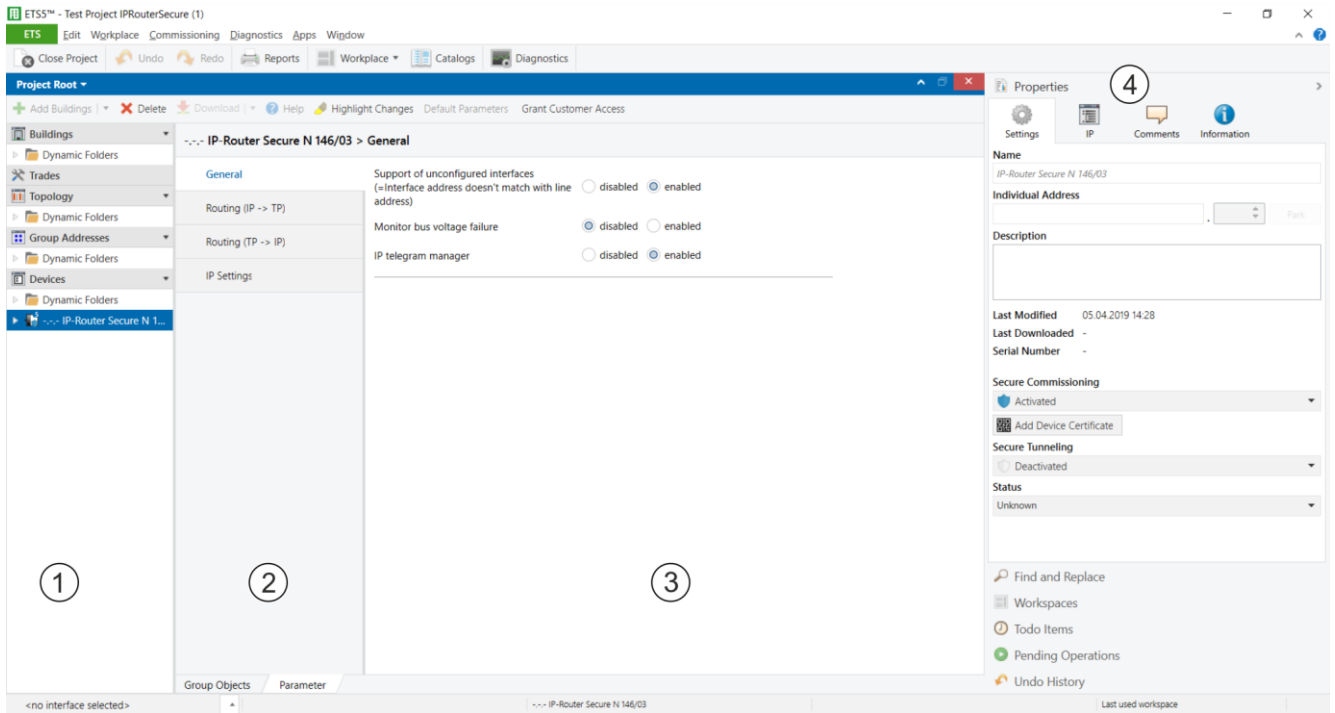 ETS5™ - Test Project IPRouterSecure (1)
ETS Edit Workplace Commissioning Diagnostics Apps Window
Close Project Undo Redo Reports Workplace Catalogs Diagnostics
Project Root
Add Buildings Delete Download Help Highlight Changes Default Parameters Grant Customer Access
Buildings
Dynamic Folders
Trades
Topology
Dynamic Folders
Group Addresses
Dynamic Folders
Devices
Dynamic Folders
-.-.- IP-Router Secure N 1...
1
-.-.- IP-Router Secure N 146/03 > General
General
Routing (IP -> TP)
Routing (TP -> IP)
IP Settings
2
Support of unconfigured interfaces
(=Interface address doesn't match with line disabled enabled
address)
Monitor bus voltage failure disabled enabled
IP telegram manager disabled enabled
3
Group Objects Parameter
Properties
4
Settings IP Comments Information
Name
IP-Router Secure N 146/03
Individual Address
. Park
Description
Last Modified 05.04.2019 14:28
Last Downloaded -
Serial Number -
Secure Commissioning
Activated
Add Device Certificate
Secure Tunneling
Deactivated
Status
Unknown
Find and Replace
Workspaces
Todo Items
Pending Operations
Undo History
<no interface selected> -.-.- IP-Router Secure N 146/03 Last used workspace